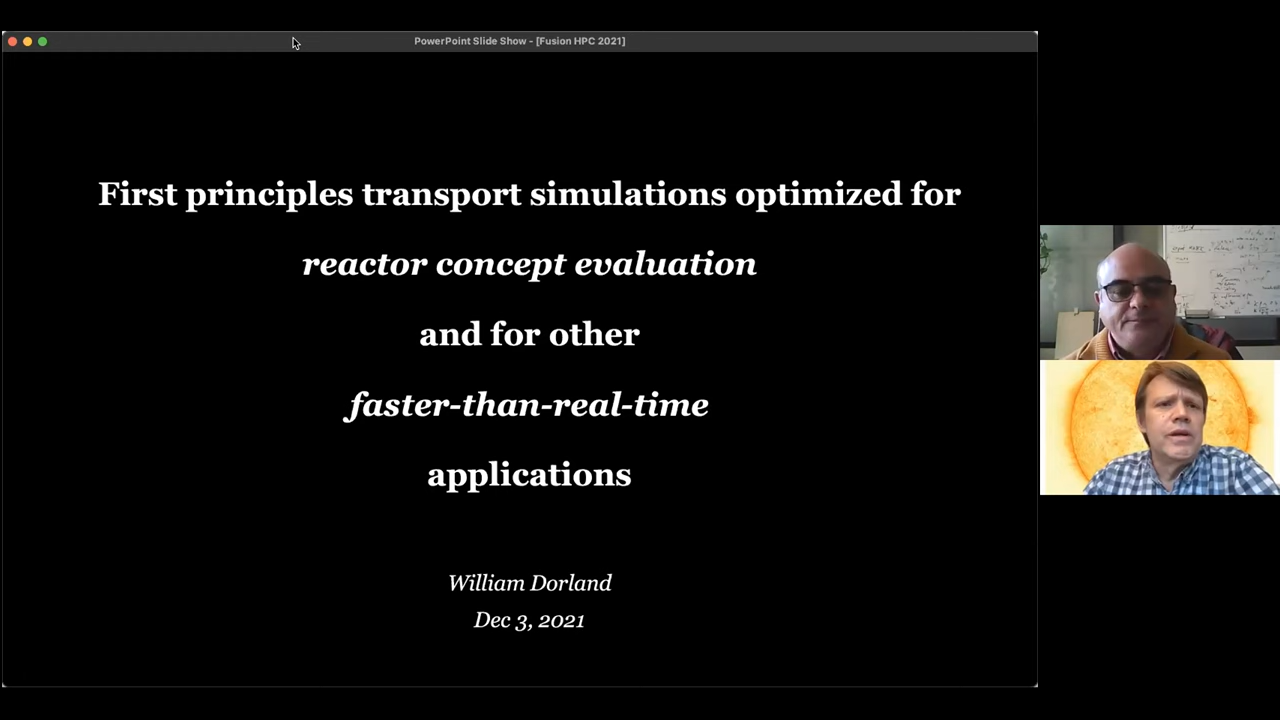 PowerPoint Slide Show - [Fusion HPC 2021]
First principles transport simulations optimized for
reactor concept evaluation
and for other
faster-than-real-time
applications
William Dorland
Dec 3, 2021